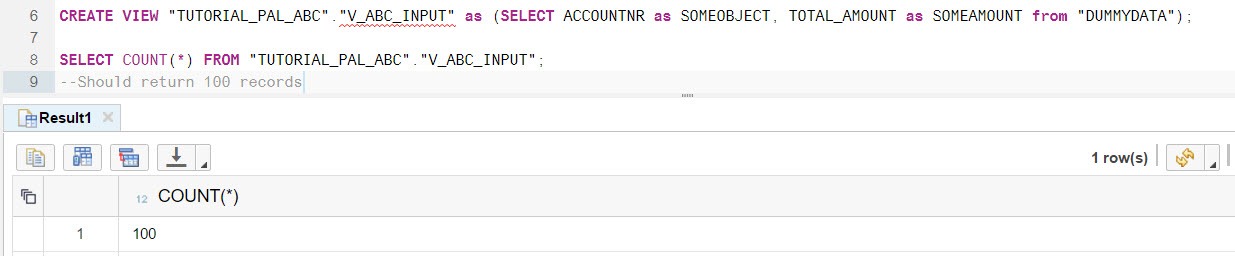 6 CREATE VIEW "TUTORIAL_PAL_ABC"."V_ABC_INPUT" as (SELECT ACCOUNTNR as SOMEOBJECT, TOTAL_AMOUNT as SOMEAMOUNT from "DUMMYDATA");
7
8 SELECT COUNT(*) FROM "TUTORIAL_PAL_ABC"."V_ABC_INPUT";
9 --Should return 100 records
Result1
1 row(s)
12 COUNT(*)
1 100